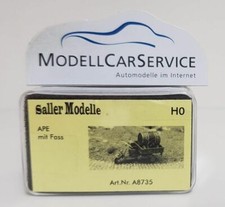 MODELLCARSERVICE
Automodelle im Internet
Saller Modelle H0
APE
mit Fass
Art.Nr. A8735